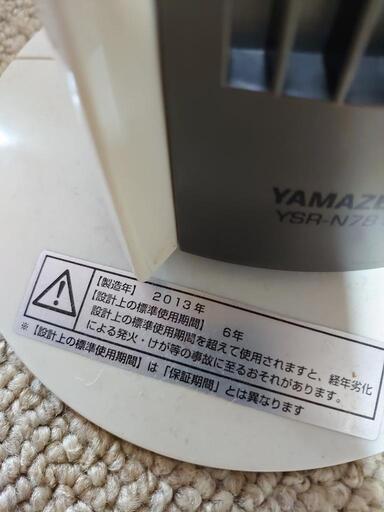 YAMAZE
YSR-N781
【製造年】 2013年
【設計上の標準使用期間】 6年
設計上の標準使用期間を超えて使用されますと、経年劣化
による発火・けが等の事故に至るおそれがあります。
※【設計上の標準使用期間】は「保証期間」とは異なります